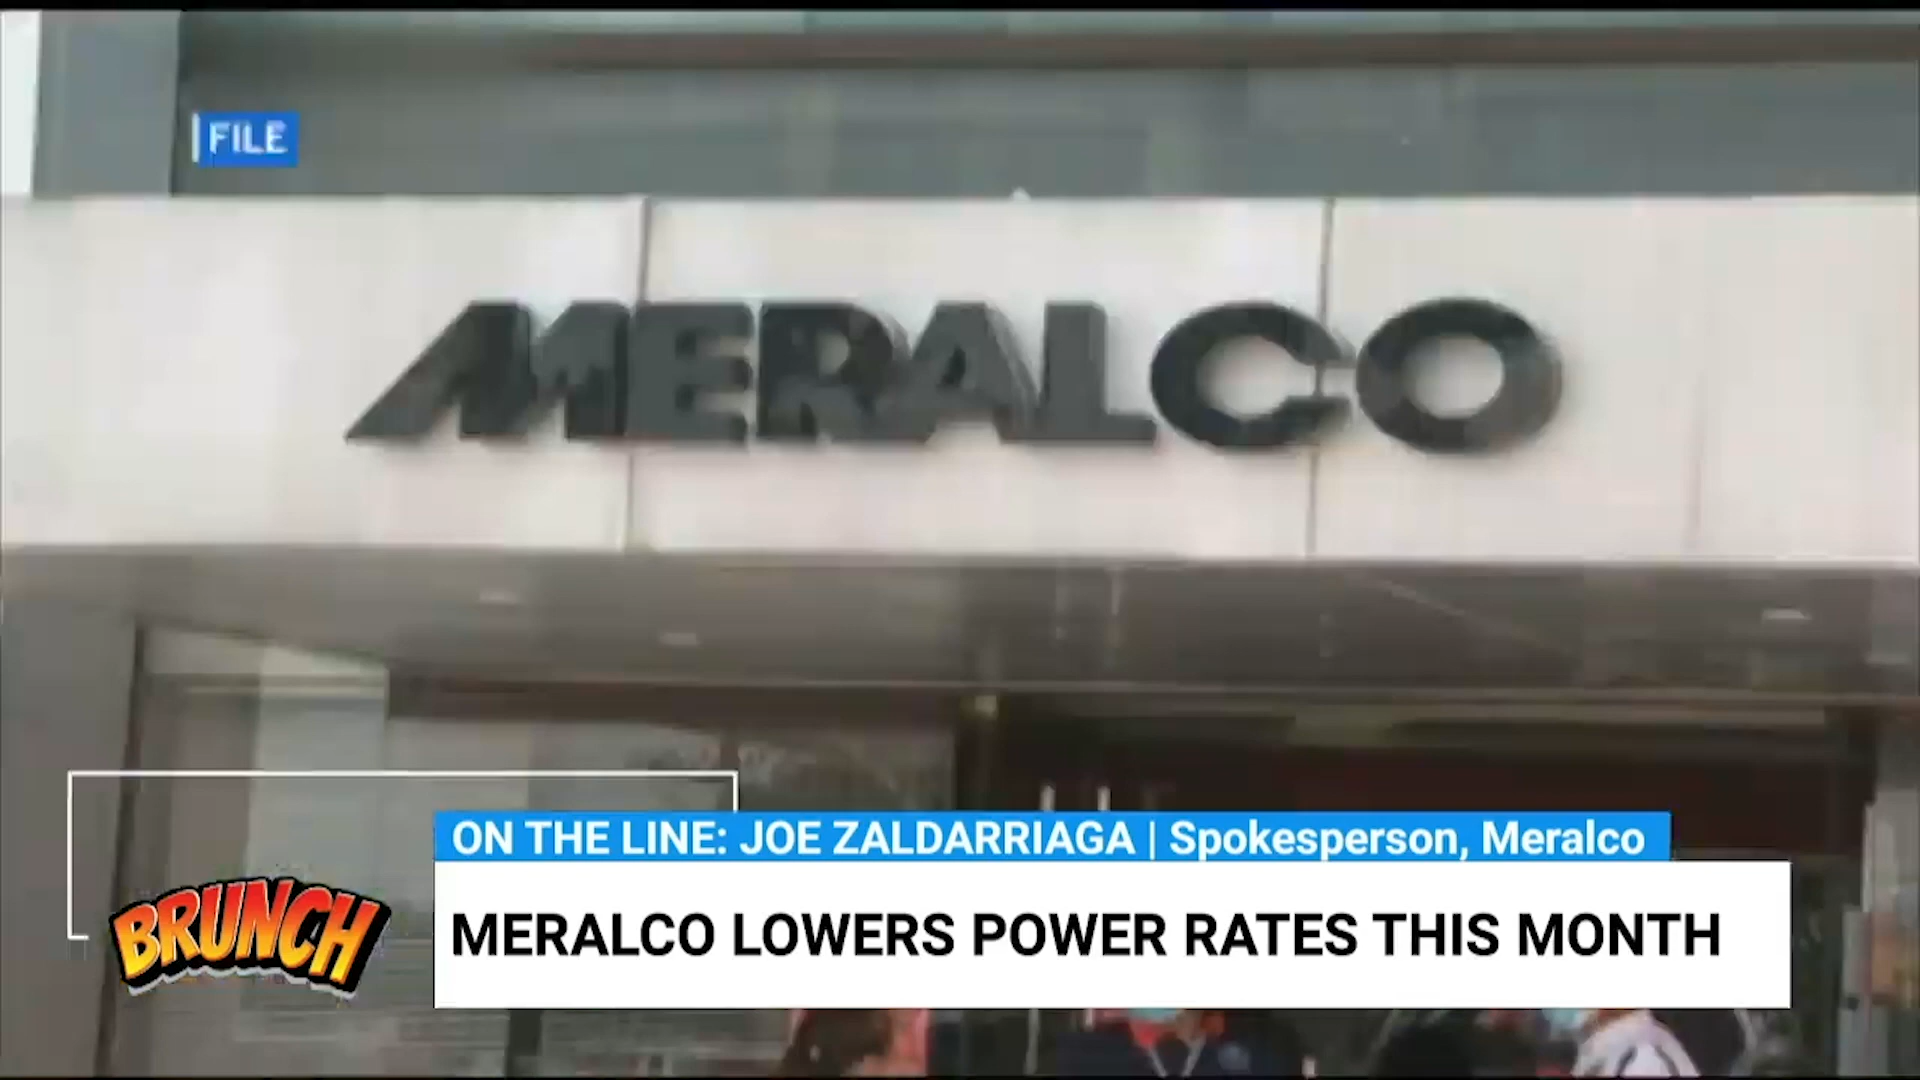 FILE
MERALCO
ON THE LINE: JOE ZALDARRIAGA | Spokesperson, Meralco
BRUNCH
MERALCO LOWERS POWER RATES THIS MONTH